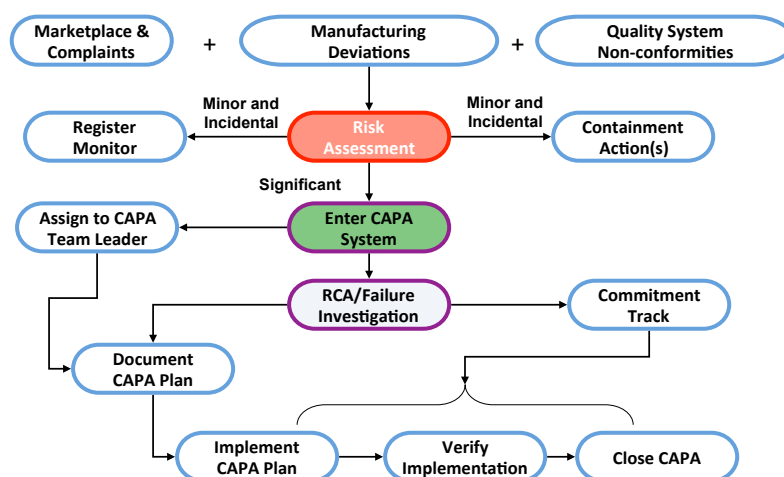 Marketplace &
Complaints
+
Manufacturing
Deviations
+
Quality System
Non-conformities
Minor and
Incidental
Minor and
Incidental
Register
Monitor
Risk
Assessment
Containment
Action(s)
Significant
Assign to CAPA
Team Leader
Enter CAPA
System
RCA/Failure
Investigation
Commitment
Track
Document
CAPA Plan
Implement
CAPA Plan
Verify
Implementation
Close CAPA